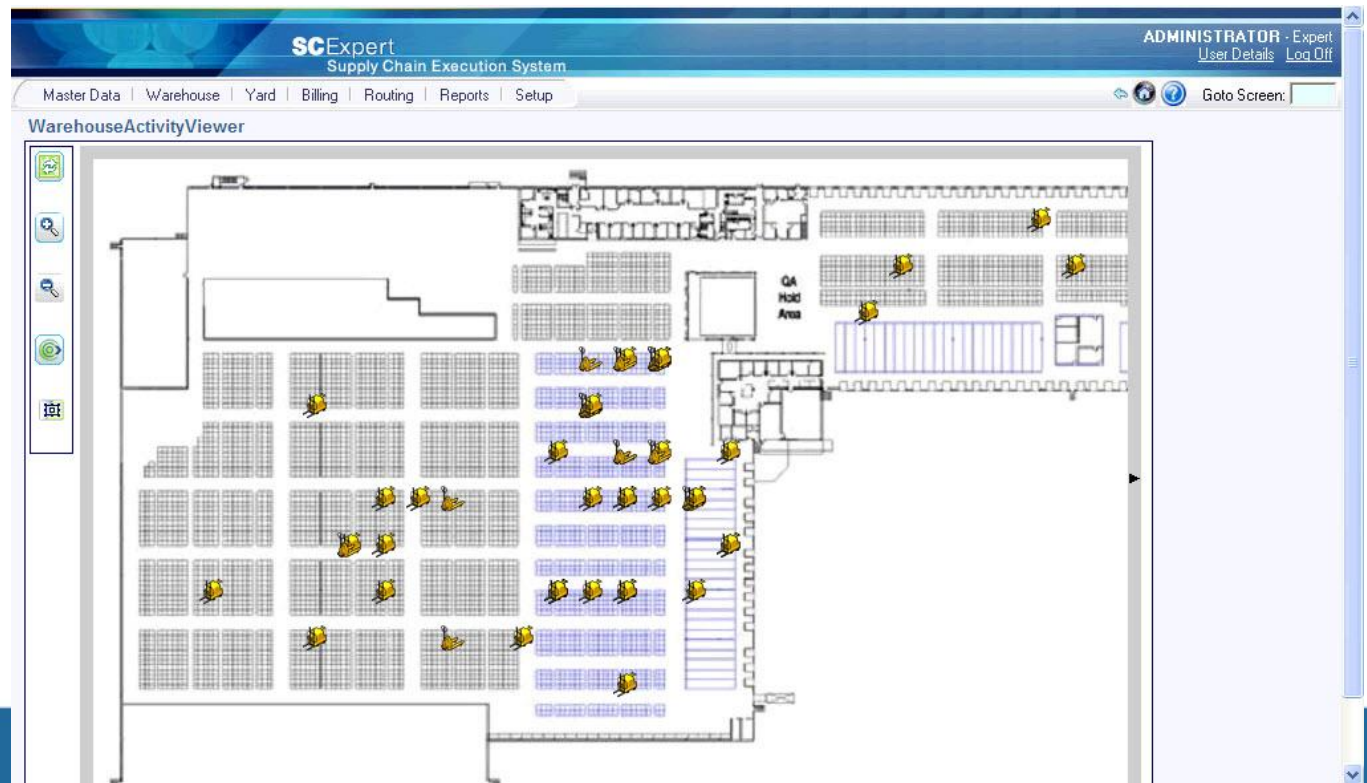 SCExpert
Supply Chain Execution System
ADMINISTRATOR - Expert
User Details Log Off
Master Data | Warehouse | Yard | Billing | Routing | Reports | Setup
Goto Screen:
WarehouseActivityViewer
QA
Hold
Area